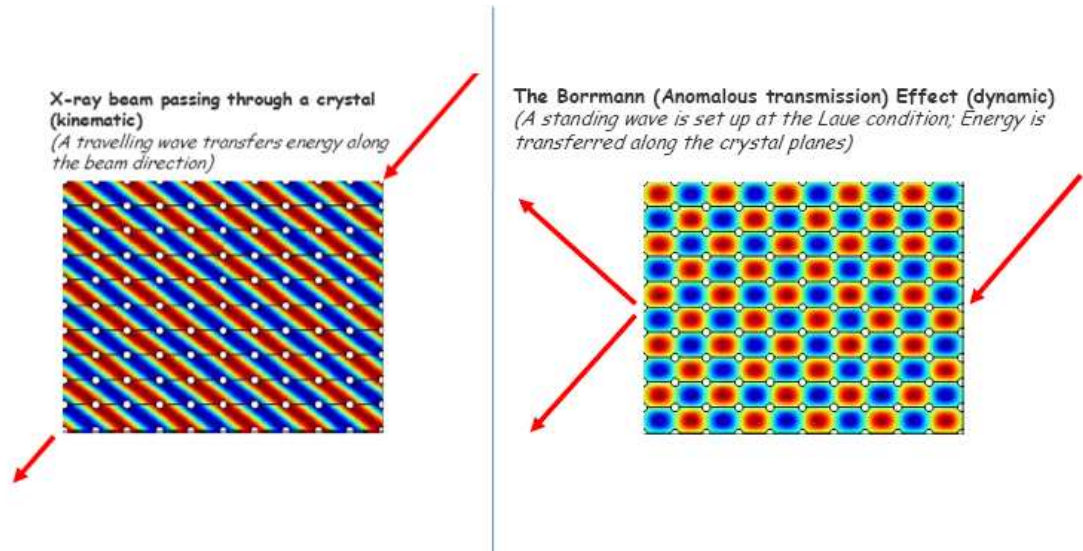 X-ray beam passing through a crystal
(kinematic)
(A travelling wave transfers energy along
the beam direction)
The Borrmann (Anomalous transmission) Effect (dynamic)
(A standing wave is set up at the Laue condition; Energy is
transferred along the crystal planes)